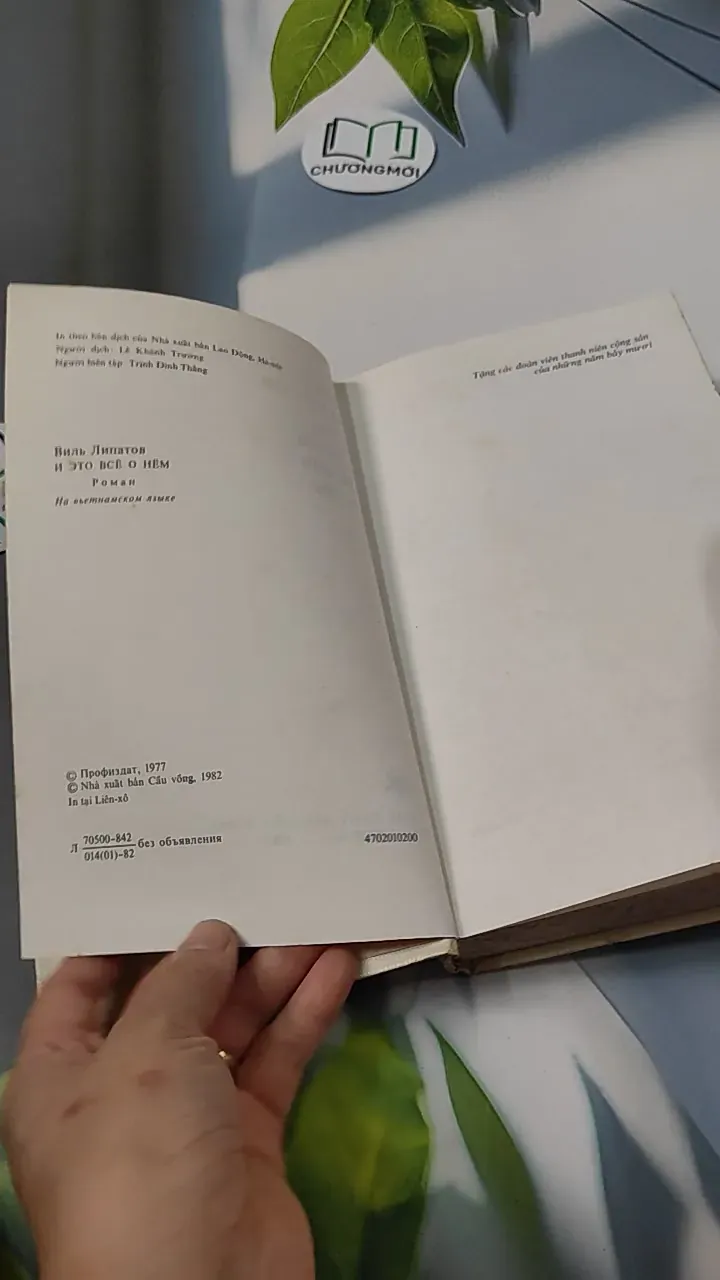 CHƯƠNGMỚI
In theo bản dịch của Nhà xuất bản Lao Động, Hà-nội
Người dịch: Lê Khánh Trường
Người biên tập: Trịnh Đình Thăng
Виль Липатов
И ЭТО ВСЁ О НЁМ
Роман
На вьетнамском языке
© Профиздат, 1977
© Nhà xuất bản Cầu vồng, 1982
In tại Liên-xô
Л 70500-842 без объявления
014(01)-82
4702010200
Tặng các đoàn viên thanh niên cộng sản
của những năm bảy mươi